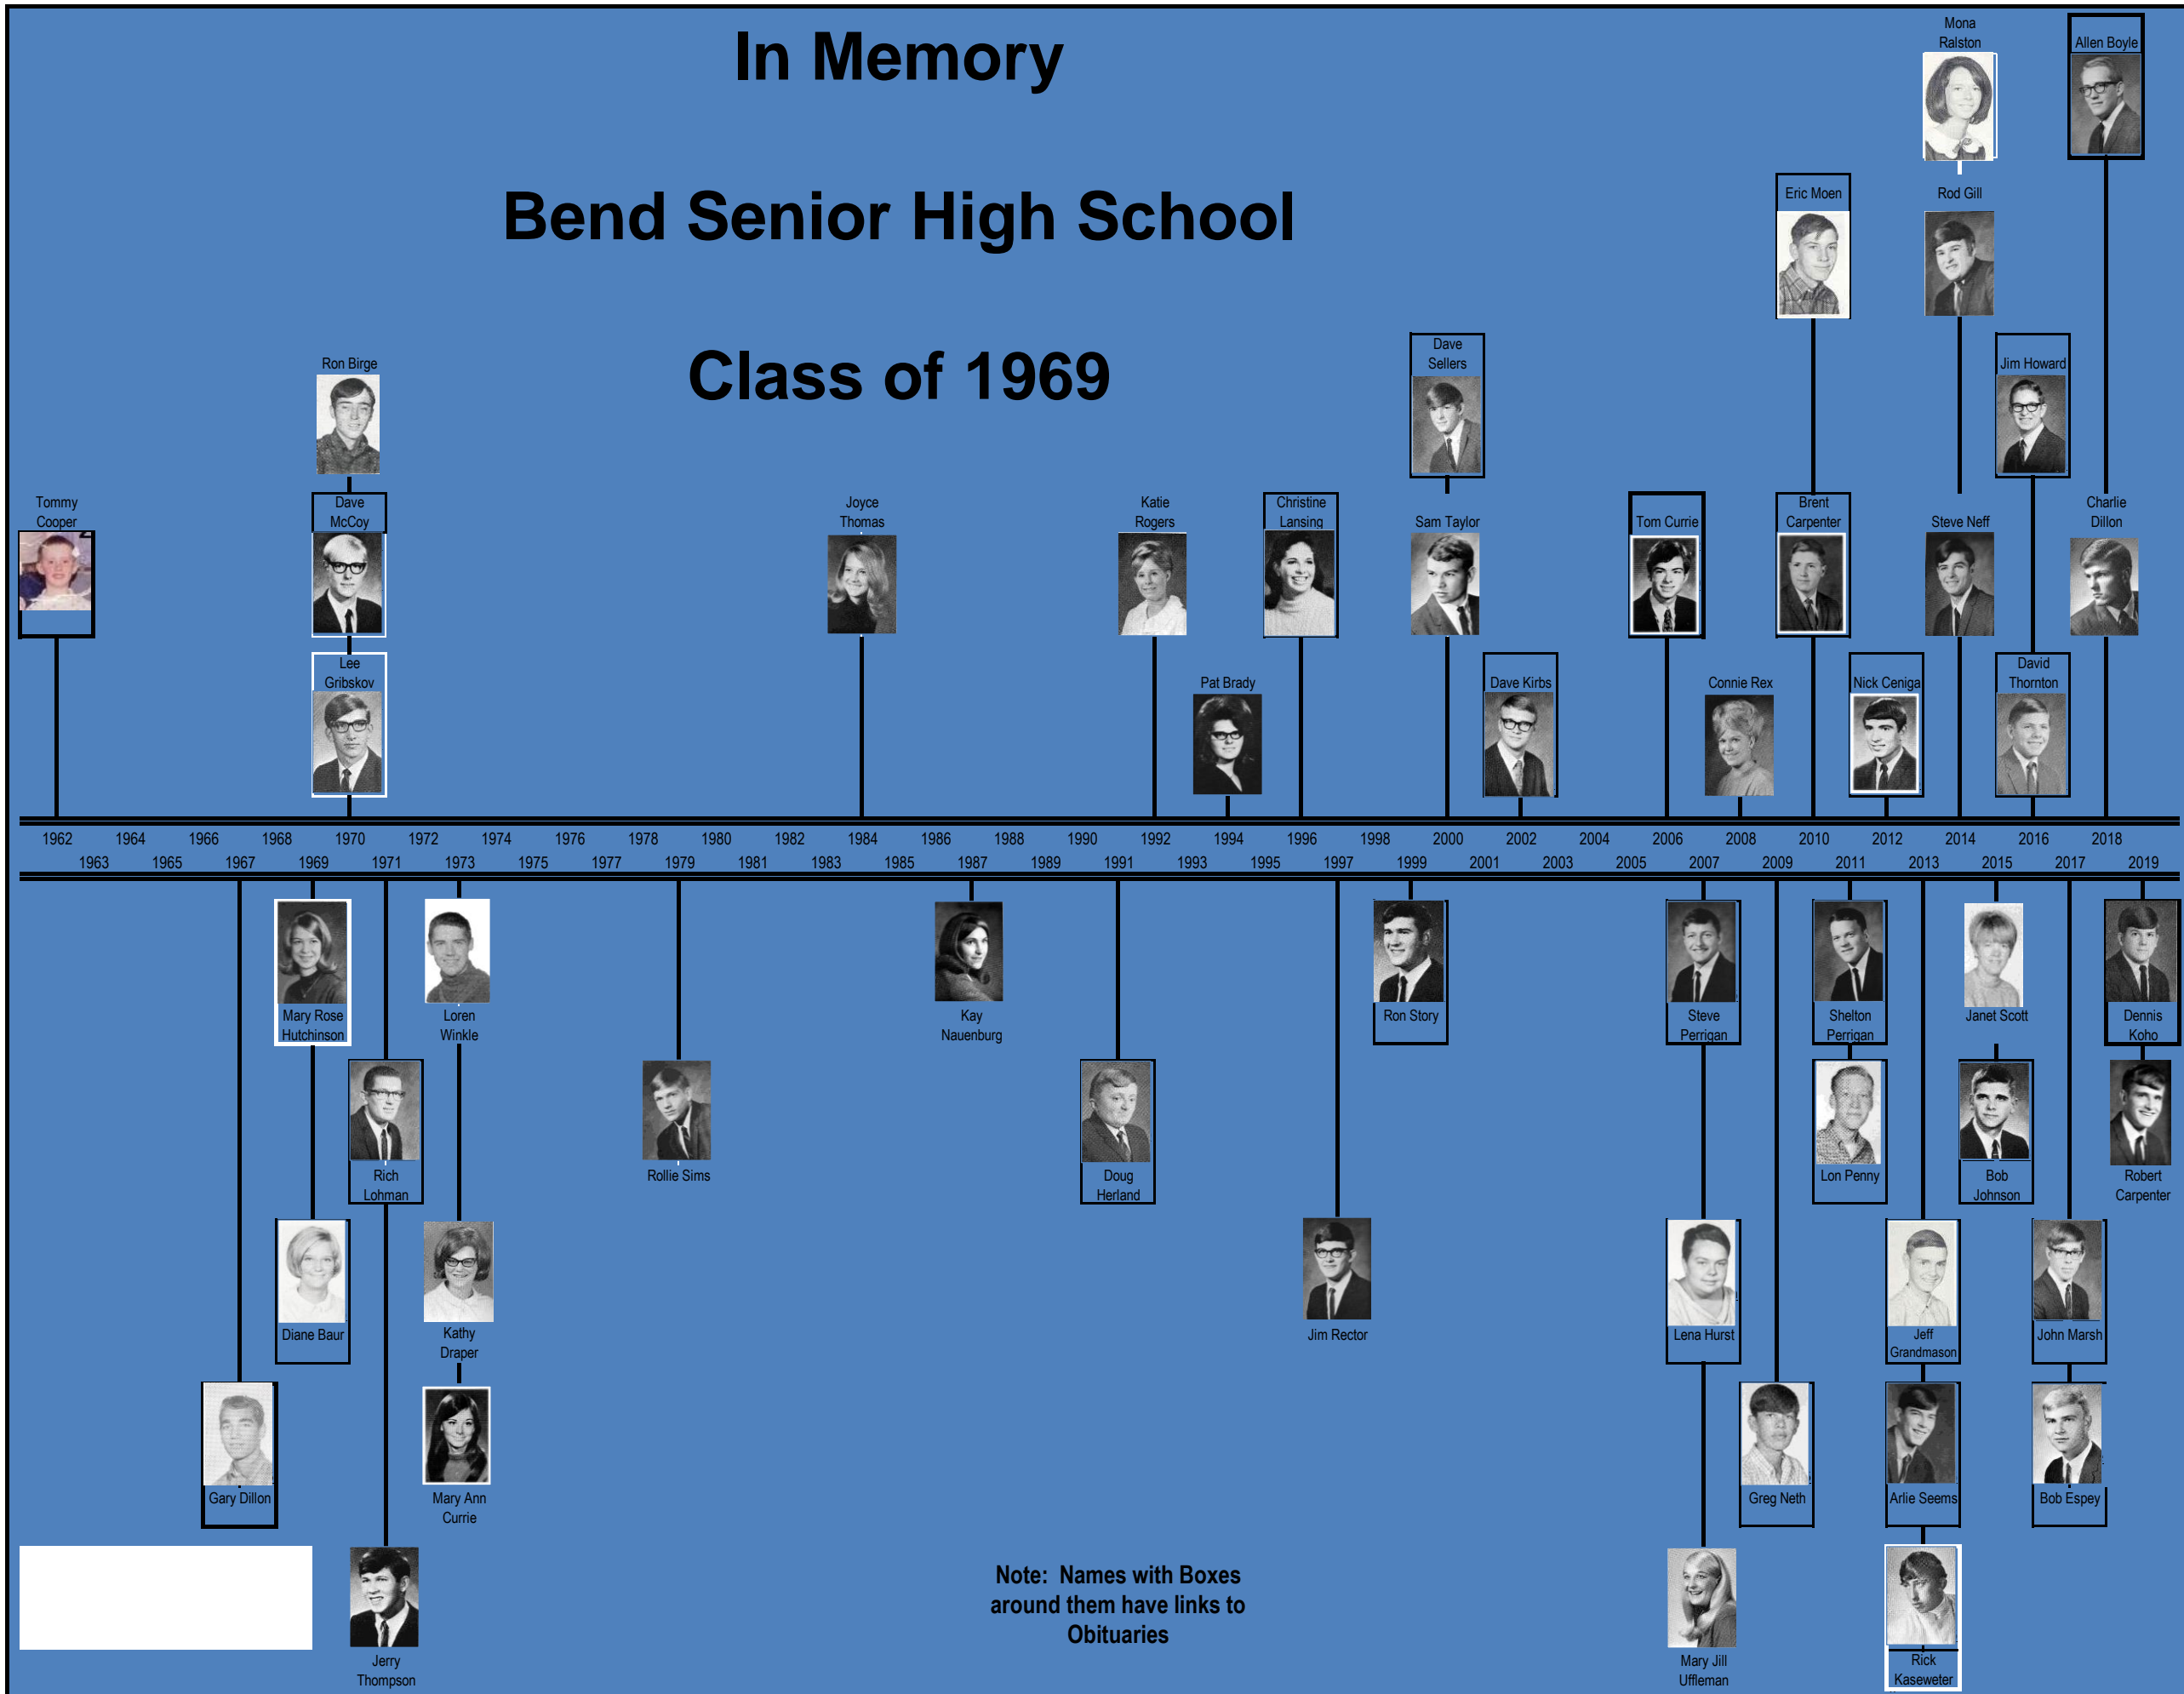 In Memory
Bend Senior High School
Class of 1969
Mona
Ralston
Allen Boyle
Eric Moen
Rod Gill
Dave
Sellers
Ron Birge
Jim Howard
Tommy
Cooper
Dave
McCoy
Joyce
Thomas
Katie
Rogers
Christine
Lansing
Sam Taylor
Tom Currie
Brent
Carpenter
Steve Neff
Charlie
Dillon
Lee
Gribskov
Pat Brady
Dave Kirbs
Connie Rex
Nick Ceniga
David
Thornton
1962 1964 1966 1968 1970 1972 1974 1976 1978 1980 1982 1984 1986 1988 1990 1992 1994 1996 1998 2000 2002 2004 2006 2008 2010 2012 2014 2016 2018
1963 1965 1967 1969 1971 1973 1975 1977 1979 1981 1983 1985 1987 1989 1991 1993 1995 1997 1999 2001 2003 2005 2007 2009 2011 2013 2015 2017 2019
Mary Rose
Hutchinson
Loren
Winkle
Kay
Nauenburg
Ron Story
Steve
Perrigan
Shelton
Perrigan
Janet Scott
Dennis
Koho
Rich
Lohman
Rollie Sims
Doug
Herland
Lon Penny
Bob
Johnson
Robert
Carpenter
Diane Baur
Kathy
Draper
Jim Rector
Lena Hurst
Jeff
Grandmason
John Marsh
Gary Dillon
Mary Ann
Currie
Greg Neth
Arlie Seems
Bob Espey
Jerry
Thompson
Note: Names with Boxes
around them have links to
Obituaries
Mary Jill
Uffleman
Rick
Kaseweter